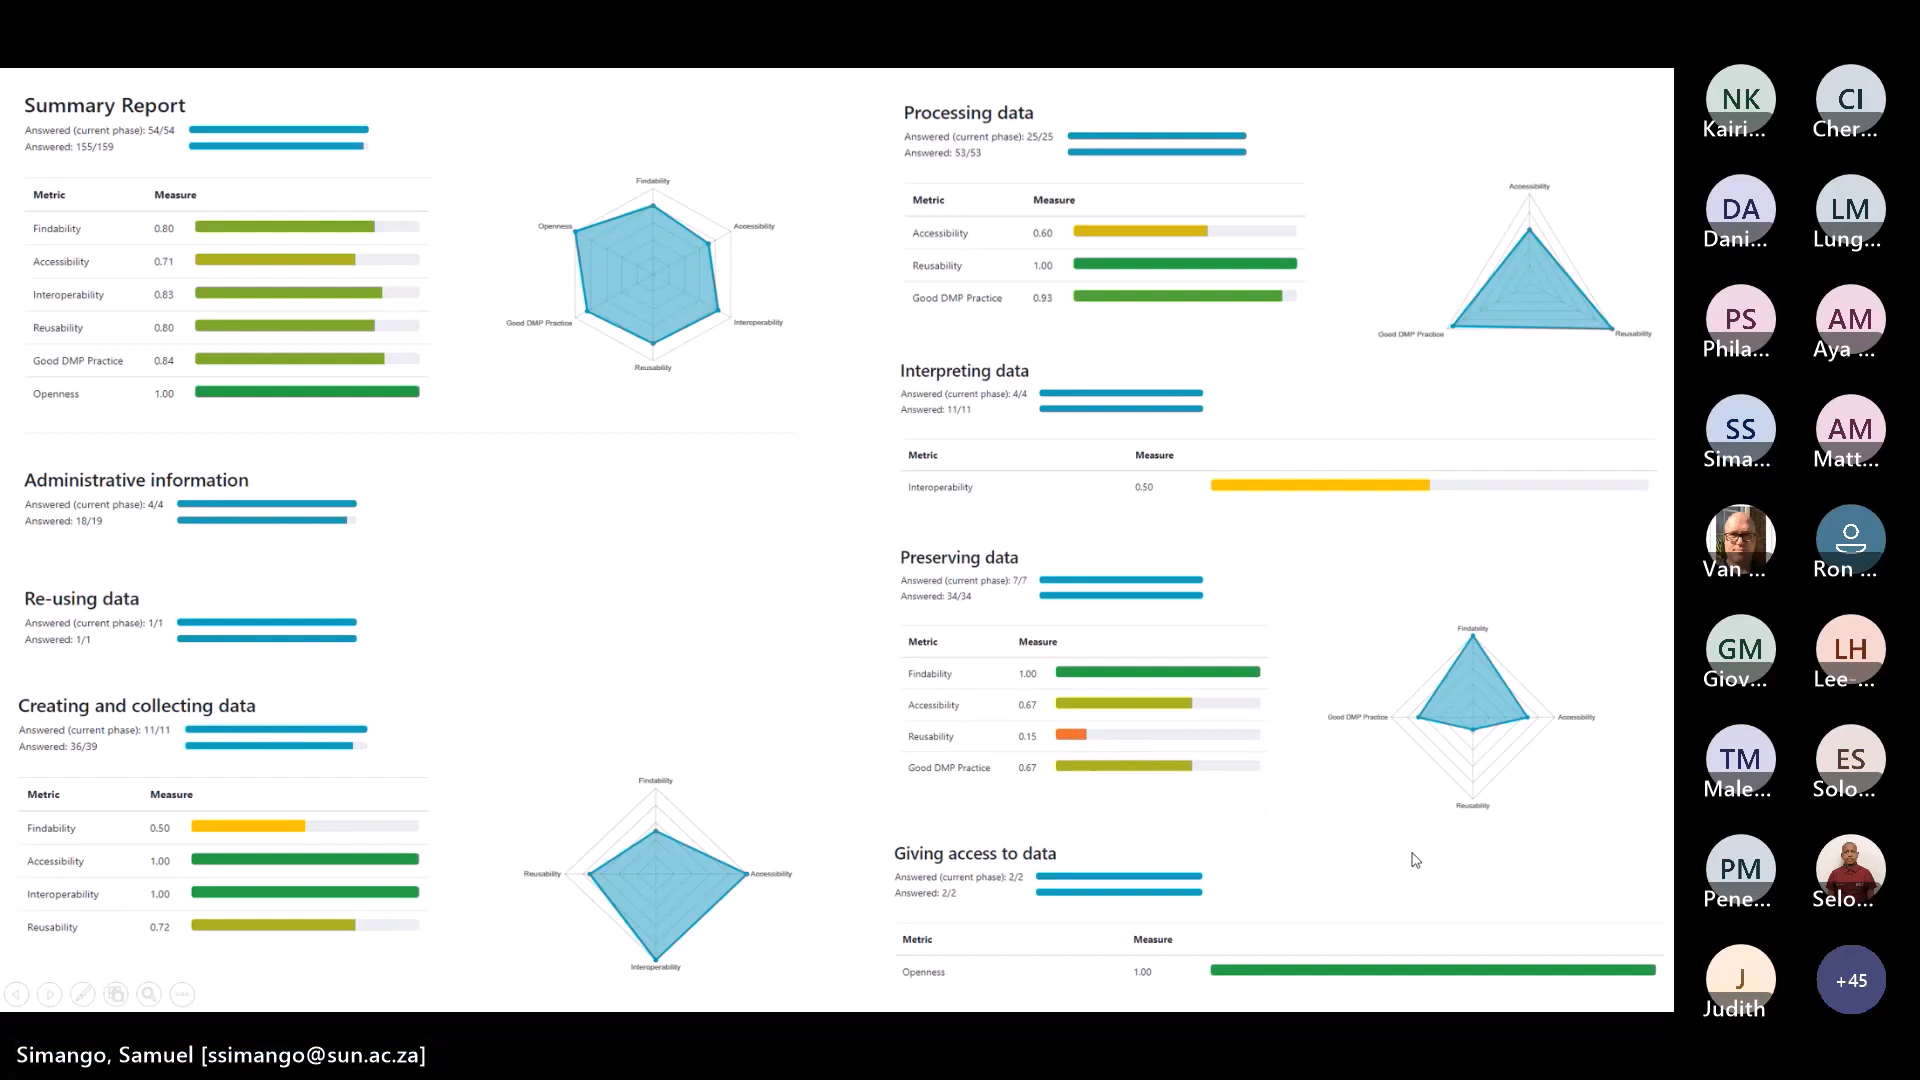 Summary Report
Answered (current phase): 54/54
Answered: 155/159
Metric Measure
Findability 0.80
Accessibility 0.71
Interoperability 0.83
Reusability 0.80
Good DMP Practice 0.84
Openness 1.00
Findability
Openness Accessibility
Good DMP Practice Interoperability
Reusability
Administrative information
Answered (current phase): 4/4
Answered: 18/19
Re-using data
Answered (current phase): 1/1
Answered: 1/1
Creating and collecting data
Answered (current phase): 11/11
Answered: 36/39
Metric Measure
Findability 0.50
Accessibility 1.00
Interoperability 1.00
Reusability 0.72
Findability
Reusability Accessibility
Interoperability
Processing data
Answered (current phase): 25/25
Answered: 53/53
Metric Measure
Accessibility 0.60
Reusability 1.00
Good DMP Practice 0.93
Accessibility
Good DMP Practice Reusability
Interpreting data
Answered (current phase): 4/4
Answered: 11/11
Metric Measure
Interoperability 0.50
Preserving data
Answered (current phase): 7/7
Answered: 34/34
Metric Measure
Findability 1.00
Accessibility 0.67
Reusability 0.15
Good DMP Practice 0.67
Findability
Good DMP Practice Accessibility
Reusability
Giving access to data
Answered (current phase): 2/2
Answered: 2/2
Metric Measure
Openness 1.00
NK CI
Kairi... Cher...
DA LM
Dani... Lung...
PS AM
Phila... Aya ...
SS AM
Sima... Matt...
Van ... Ron ...
GM LH
Giov... Lee-...
TM ES
Male... Solo...
PM
Pene... Selo...
J +45
Judith
Simango, Samuel [ssimango@sun.ac.za]